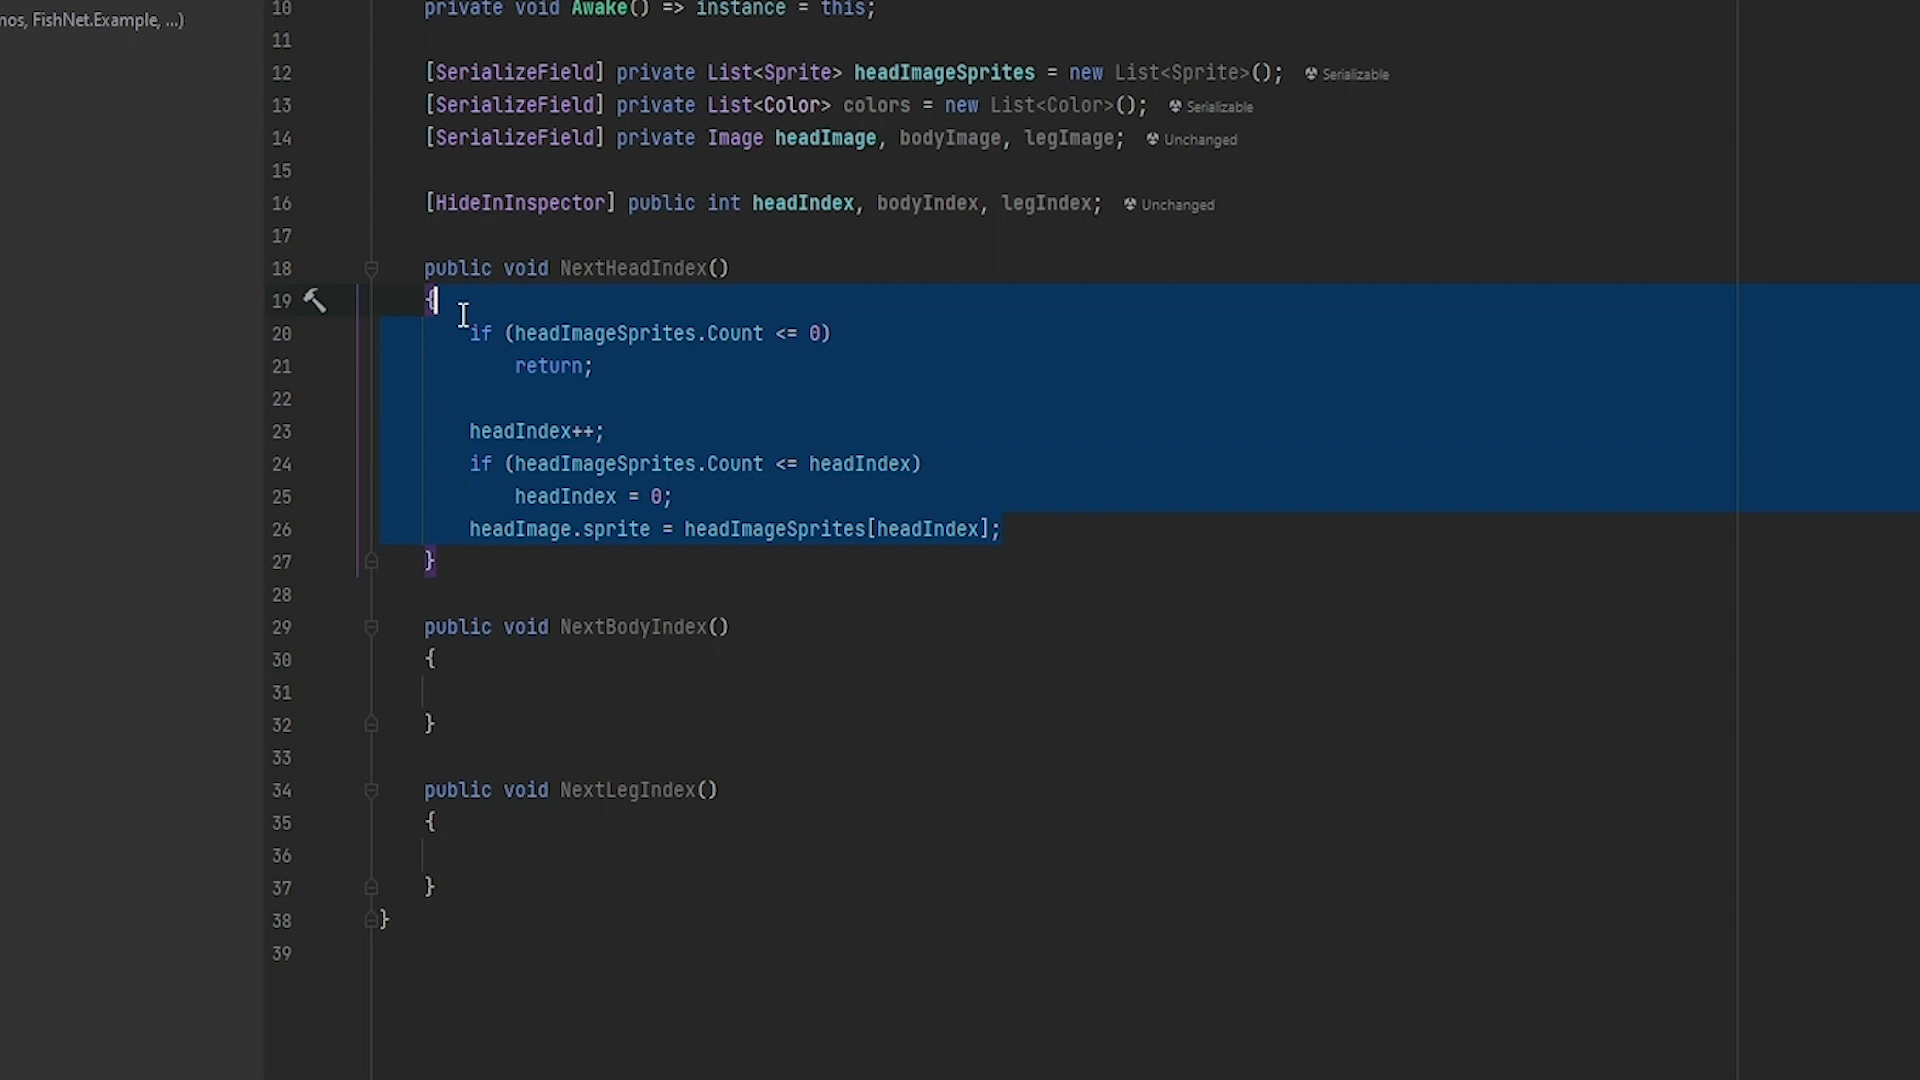 nos, FishNet.Example, ...)
10 private void Awake() => instance = this;
11
12 [SerializeField] private List<Sprite> headImageSprites = new List<Sprite>(); Serializable
13 [SerializeField] private List<Color> colors = new List<Color>(); Serializable
14 [SerializeField] private Image headImage, bodyImage, legImage; Unchanged
15
16 [HideInInspector] public int headIndex, bodyIndex, legIndex; Unchanged
17
18 public void NextHeadIndex()
19 {
20 if (headImageSprites.Count <= 0)
21 return;
22
23 headIndex++;
24 if (headImageSprites.Count <= headIndex)
25 headIndex = 0;
26 headImage.sprite = headImageSprites[headIndex];
27 }
28
29 public void NextBodyIndex()
30 {
31
32 }
33
34 public void NextLegIndex()
35 {
36
37 }
38 }
39